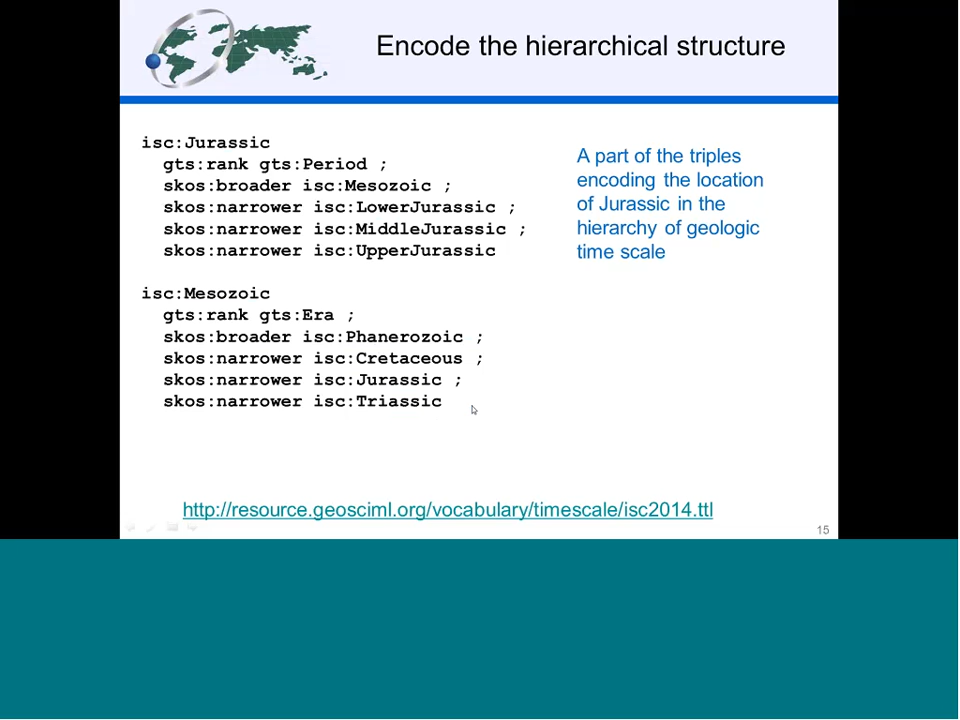 Encode the hierarchical structure
isc:Jurassic
gts:rank gts:Period ;
skos:broader isc:Mesozoic ;
skos:narrower isc:LowerJurassic ;
skos:narrower isc:MiddleJurassic ;
skos:narrower isc:UpperJurassic
A part of the triples
encoding the location
of Jurassic in the
hierarchy of geologic
time scale
isc:Mesozoic
gts:rank gts:Era ;
skos:broader isc:Phanerozoic ;
skos:narrower isc:Cretaceous ;
skos:narrower isc:Jurassic ;
skos:narrower isc:Triassic
http://resource.geosciml.org/vocabulary/timescale/isc2014.ttl
15